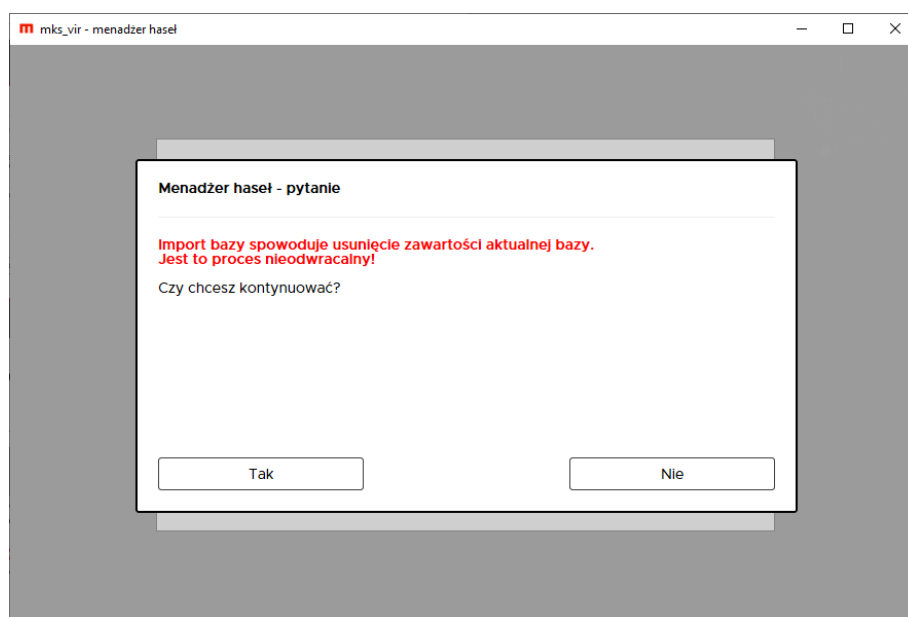 mks_vir - menadżer haseł
Menadżer haseł - pytanie
Import bazy spowoduje usunięcie zawartości aktualnej bazy.
Jest to proces nieodwracalny!
Czy chcesz kontynuować?
Tak
Nie